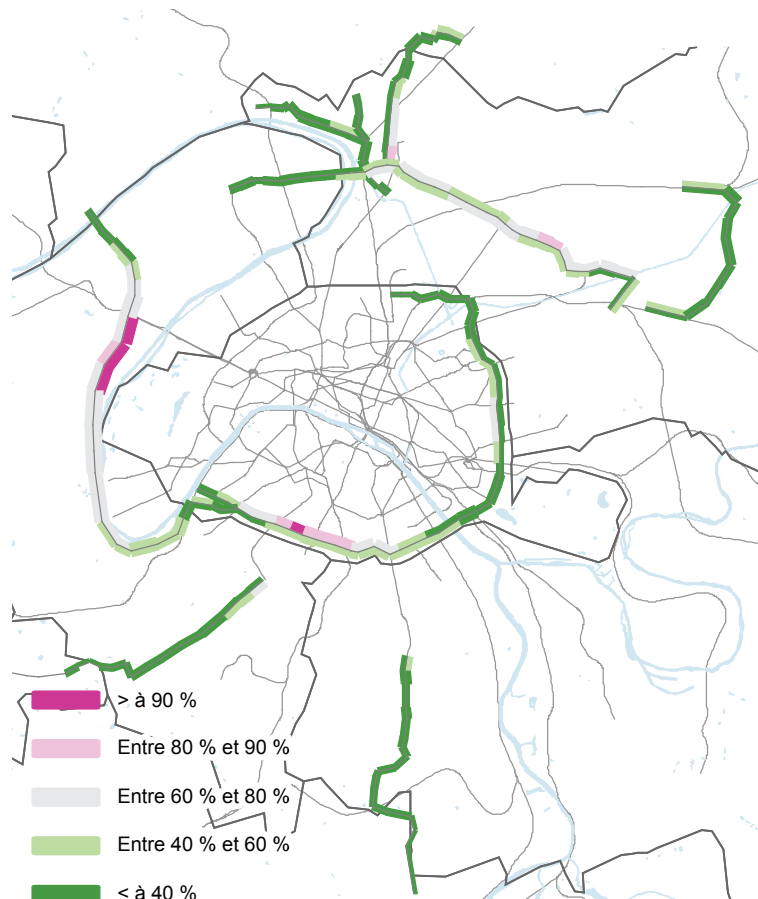 > à 90 %
Entre 80 % et 90 %
Entre 60 % et 80 %
Entre 40 % et 60 %
< à 40 %